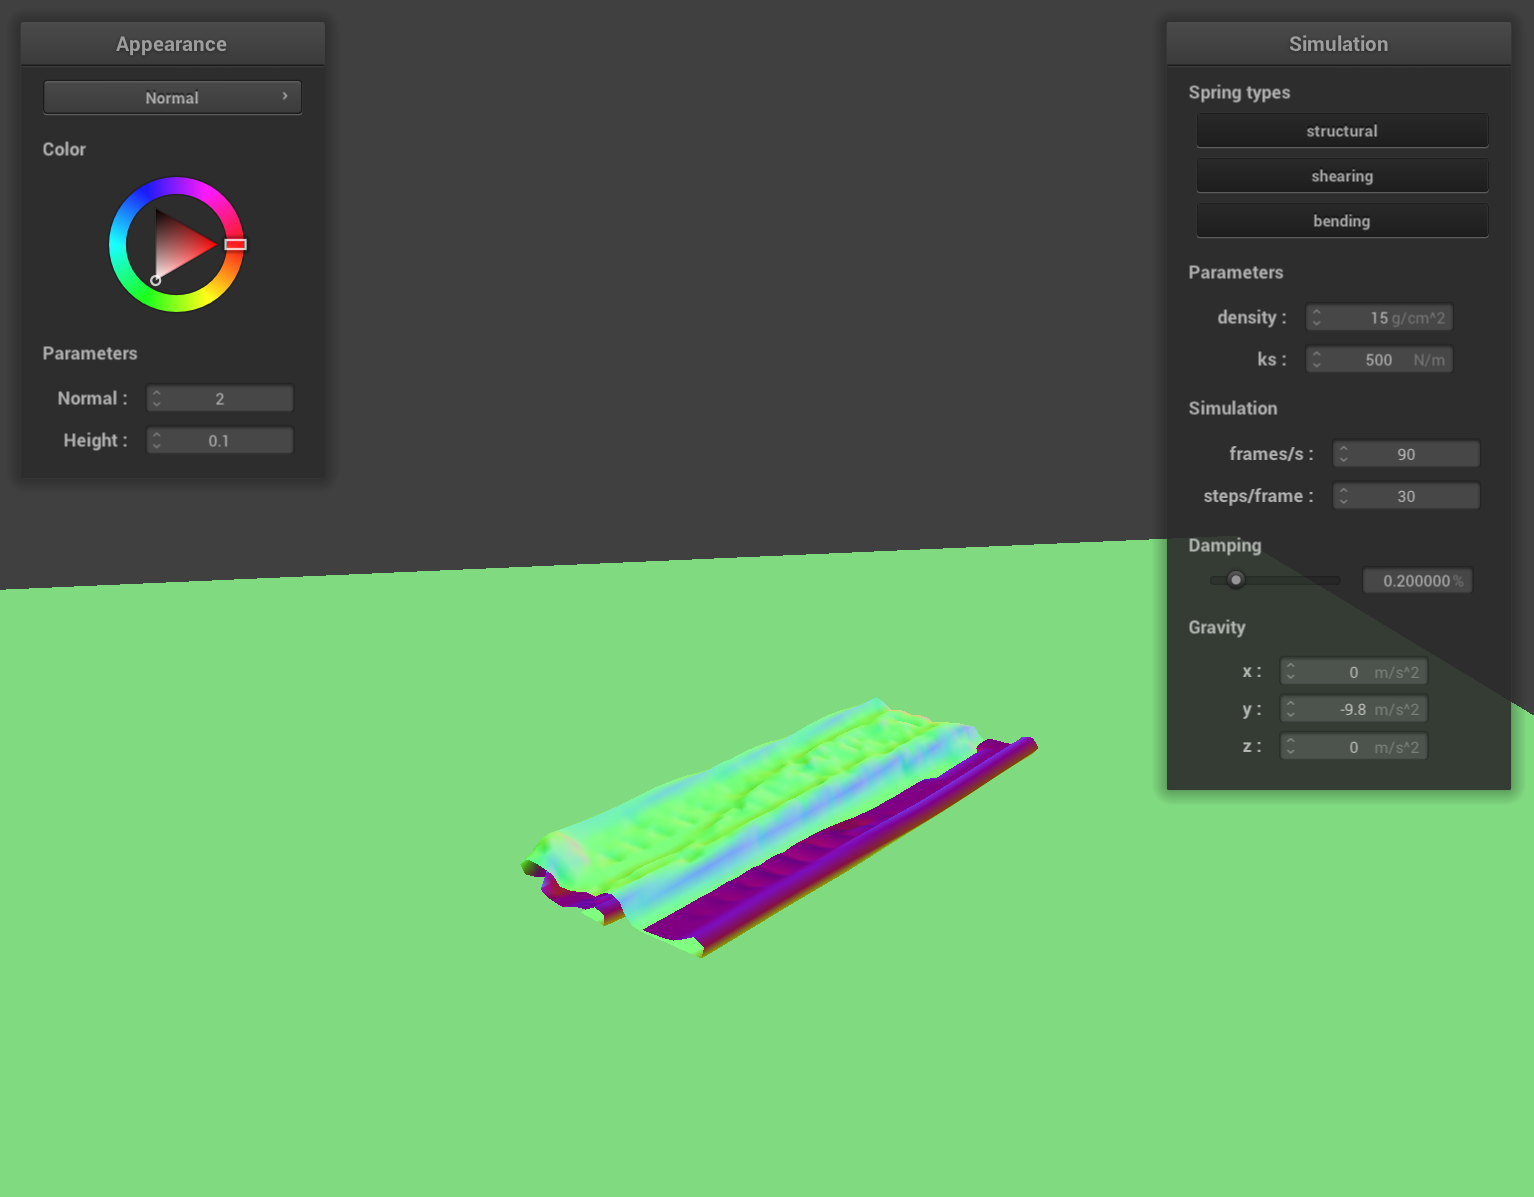 Appearance
Normal
Color
Parameters
Normal : 2
Height : 0.1
Simulation
Spring types
structural
shearing
bending
Parameters
density : 15 g/cm^2
ks : 500 N/m
Simulation
frames/s : 90
steps/frame : 30
Damping
0.200000 %
Gravity
x : 0 m/s^2
y : -9.8 m/s^2
z : 0 m/s^2